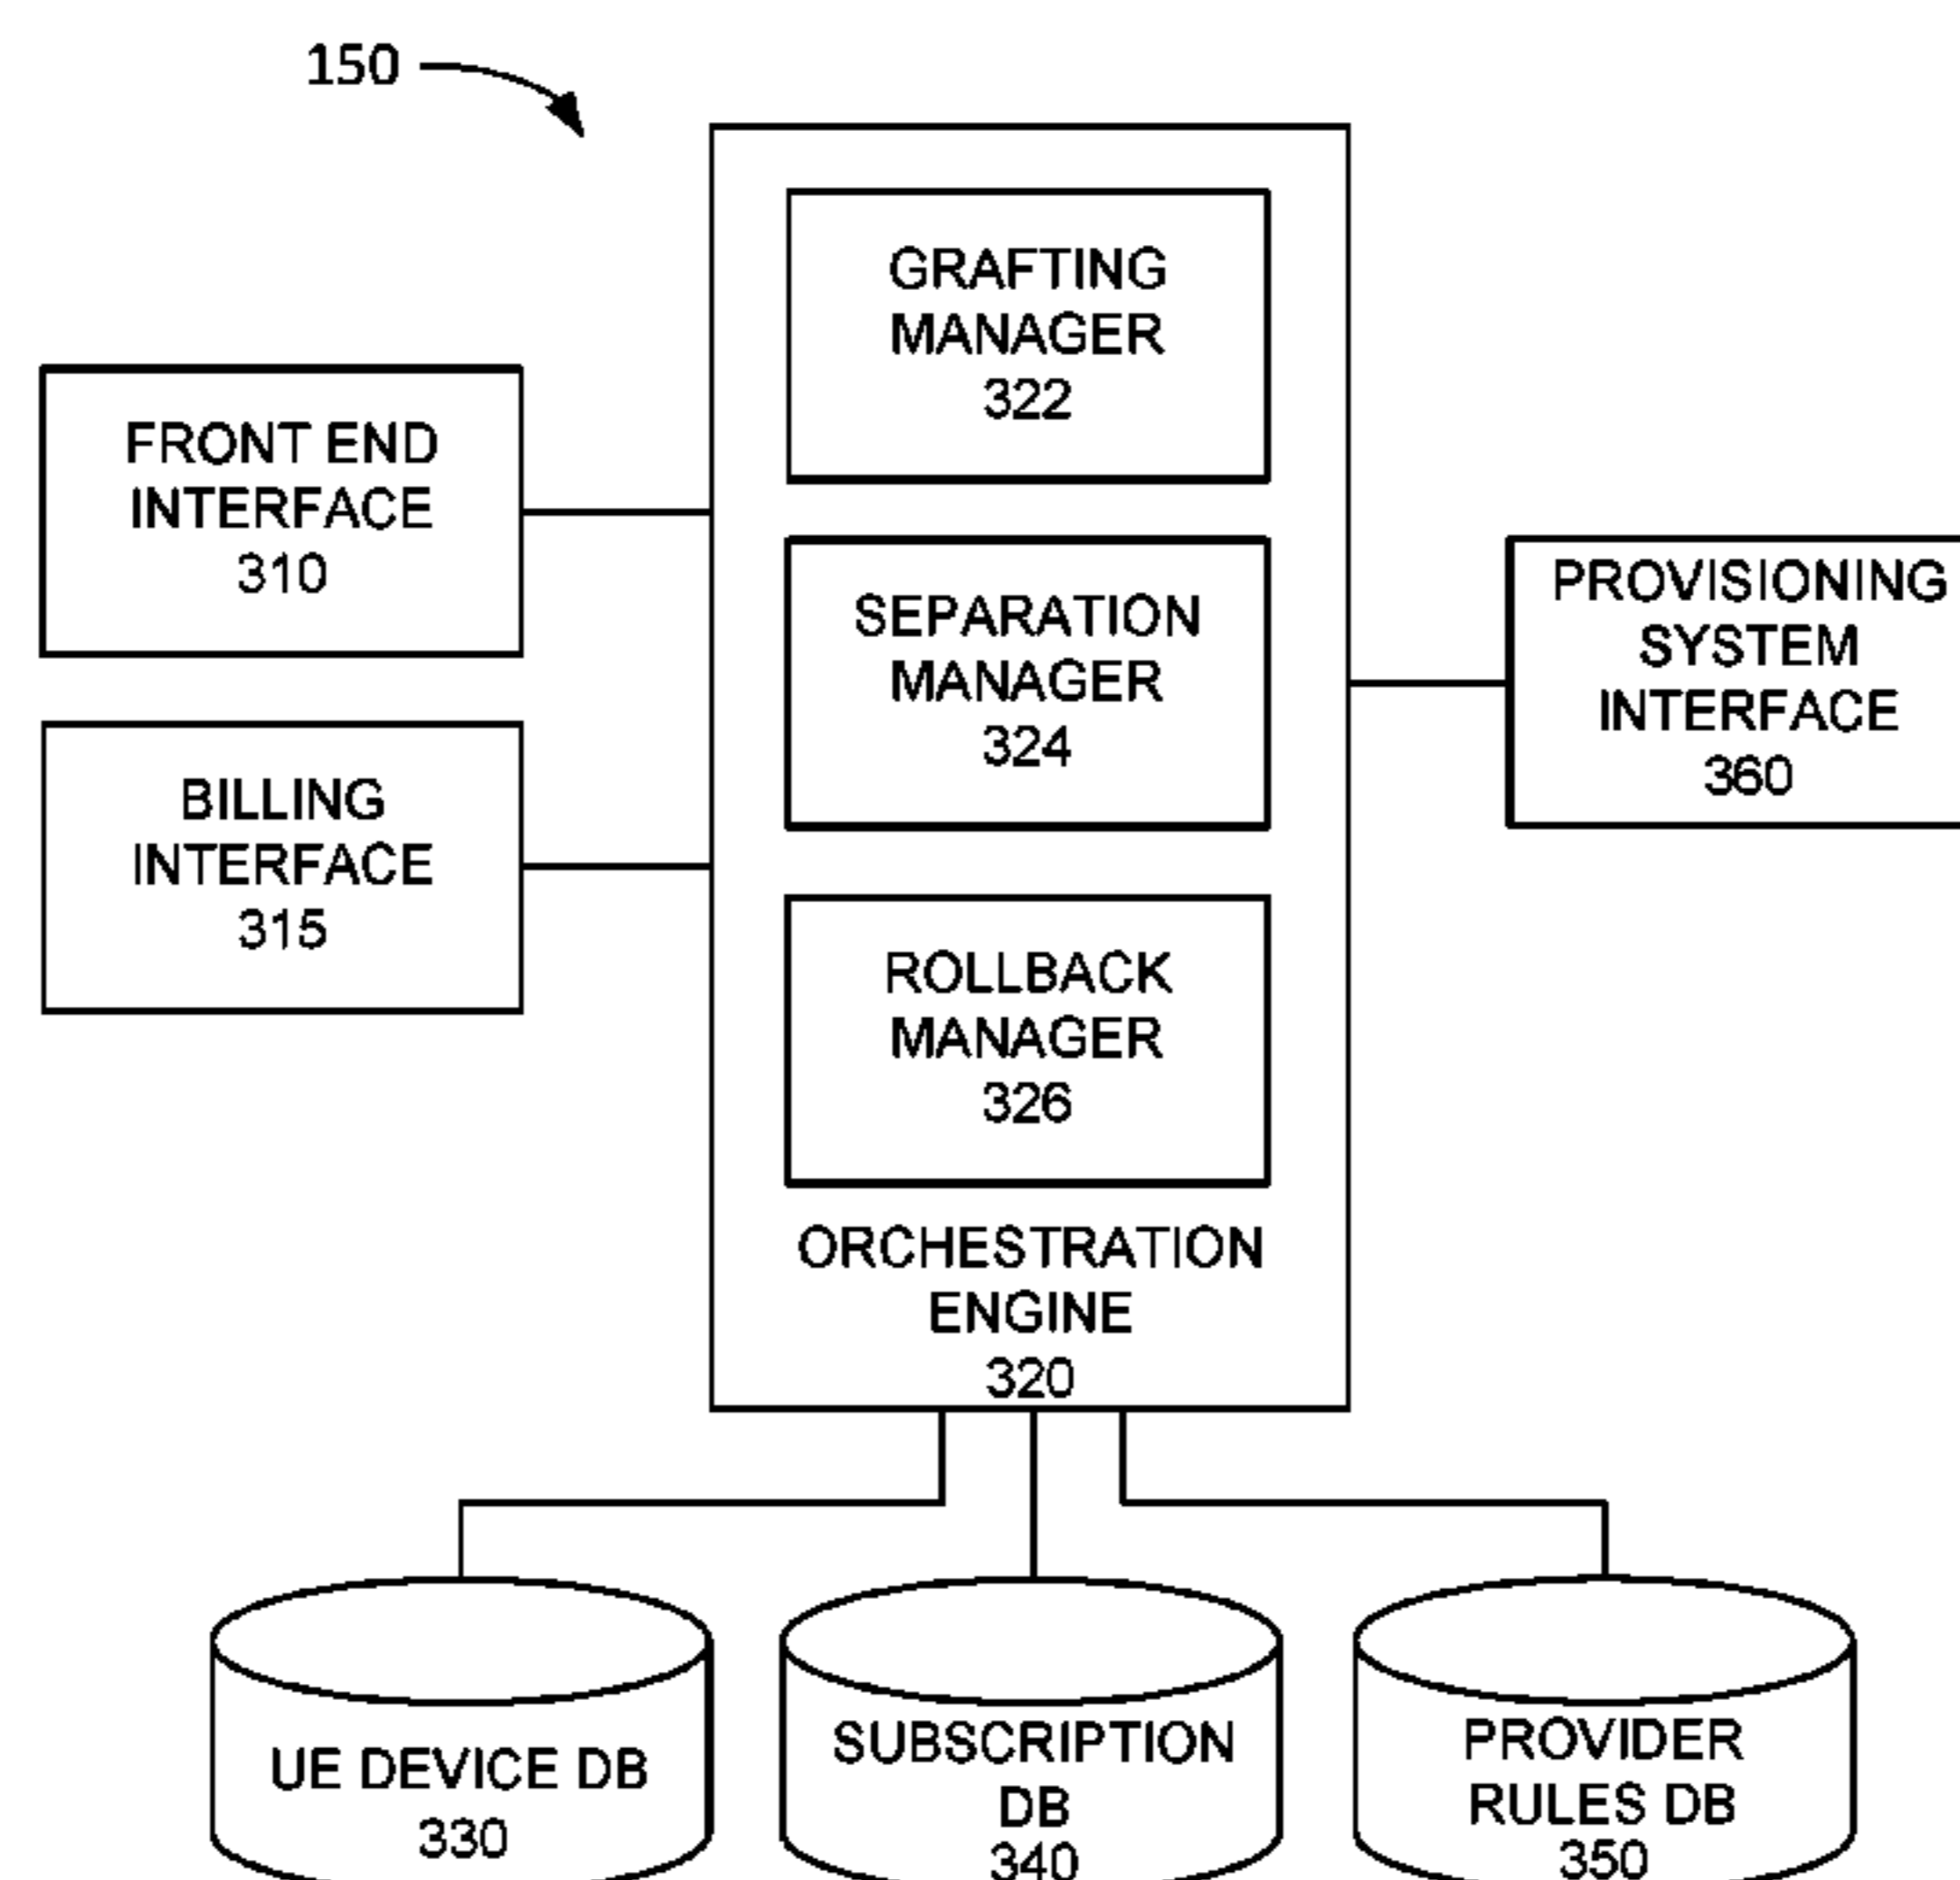 150
GRAFTING
MANAGER
322
FRONT END
INTERFACE
310
SEPARATION
MANAGER
324
PROVISIONING
SYSTEM
INTERFACE
360
BILLING
INTERFACE
315
ROLLBACK
MANAGER
326
ORCHESTRATION
ENGINE
320
UE DEVICE DB
330
SUBSCRIPTION
DB
340
PROVIDER
RULES DB
350